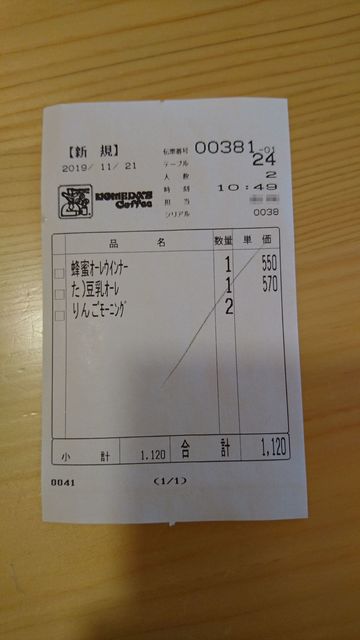 【新 規】
伝票番号 00381-01
2019/11/21
テーブル 24
人 数 2
時 刻 10:49
KOMEDA'S Coffee
担 当
シリアル 0038
品 名 数量 単 価
蜂蜜オーレウインナー 1 550
た)豆乳オーレ 1 570
りんごモーニング 2
小 計 1,120 合 計 1,120
0041 (1/1)